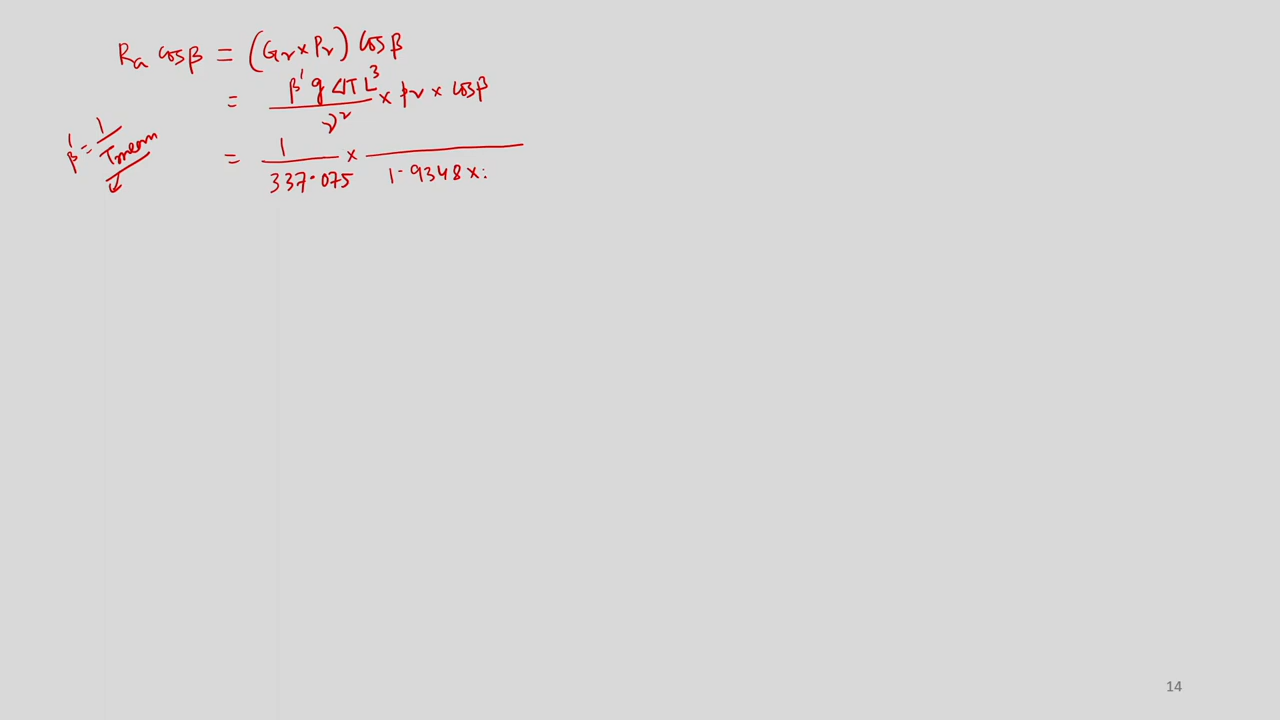 Ra cosβ = (Gr×Pr) cosβ
= β' g ΔT L³ / ν² × Pr × cosβ
β' = 1 / Tmean
= 1 / 337.075 × / 1.9348 ×
14